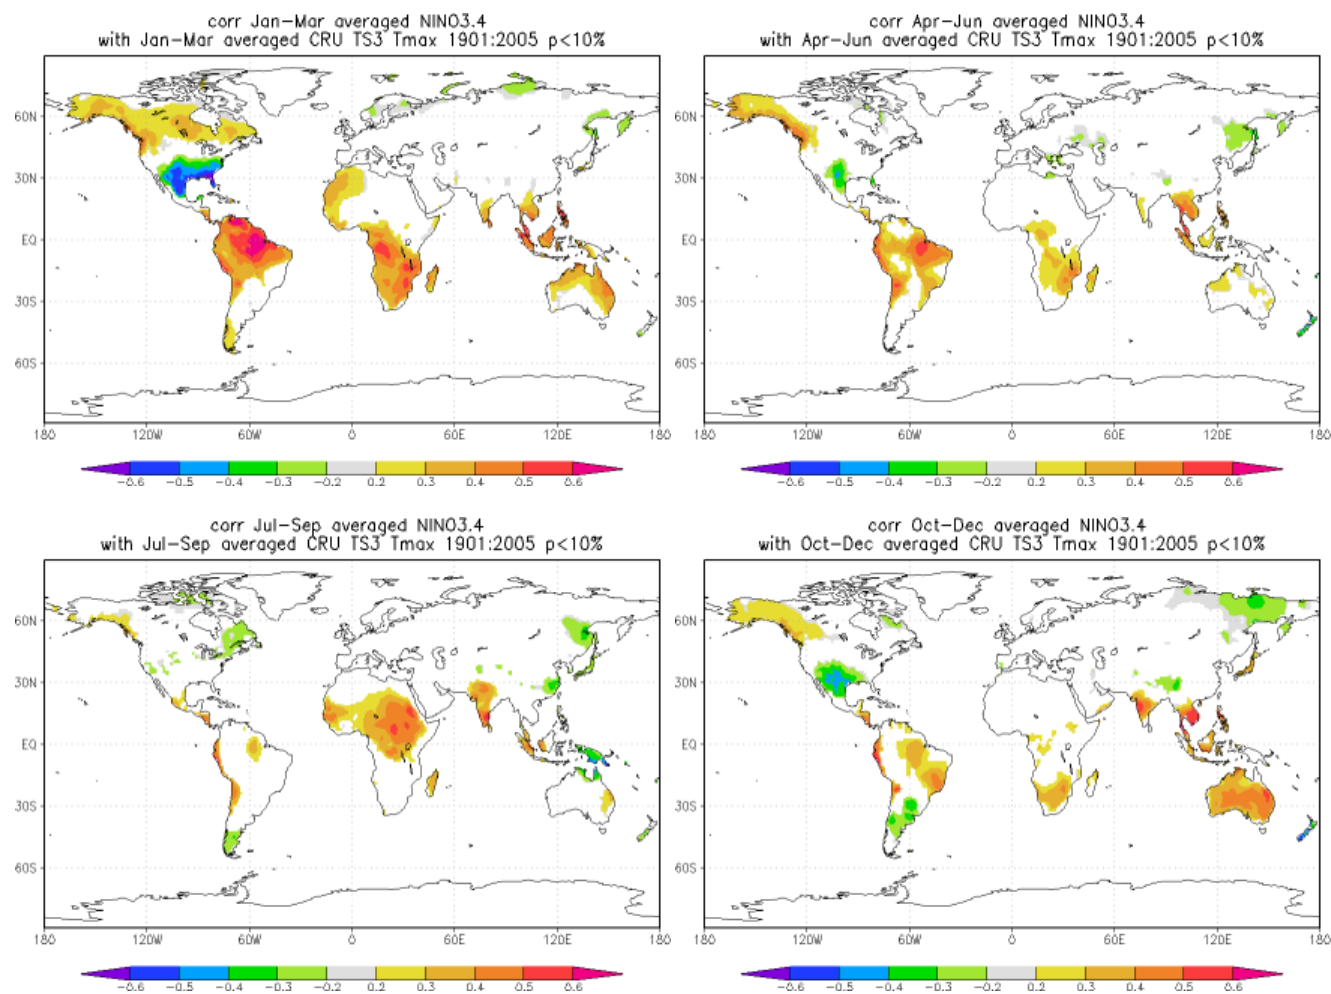 corr Jan-Mar averaged NINO3.4
with Jan-Mar averaged CRU TS3 Tmax 1901:2005 p<10%
60N
30N
EQ
30S
60S
180 120W 60W 0 60E 120E 180
-0.6 -0.5 -0.4 -0.3 -0.2 0.2 0.3 0.4 0.5 0.6
corr Apr-Jun averaged NINO3.4
with Apr-Jun averaged CRU TS3 Tmax 1901:2005 p<10%
60N
30N
EQ
30S
60S
180 120W 60W 0 60E 120E 180
-0.6 -0.5 -0.4 -0.3 -0.2 0.2 0.3 0.4 0.5 0.6
corr Jul-Sep averaged NINO3.4
with Jul-Sep averaged CRU TS3 Tmax 1901:2005 p<10%
60N
30N
EQ
30S
60S
180 120W 60W 0 60E 120E 180
-0.6 -0.5 -0.4 -0.3 -0.2 0.2 0.3 0.4 0.5 0.6
corr Oct-Dec averaged NINO3.4
with Oct-Dec averaged CRU TS3 Tmax 1901:2005 p<10%
60N
30N
EQ
30S
60S
180 120W 60W 0 60E 120E 180
-0.6 -0.5 -0.4 -0.3 -0.2 0.2 0.3 0.4 0.5 0.6